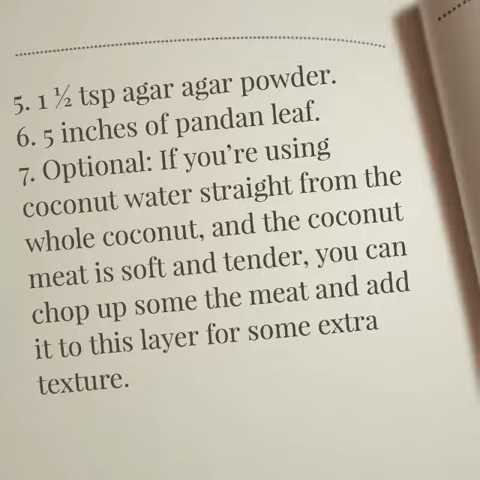 5. 1 ½ tsp agar agar powder.
6. 5 inches of pandan leaf.
7. Optional: If you're using
coconut water straight from the
whole coconut, and the coconut
meat is soft and tender, you can
chop up some the meat and add
it to this layer for some extra
texture.